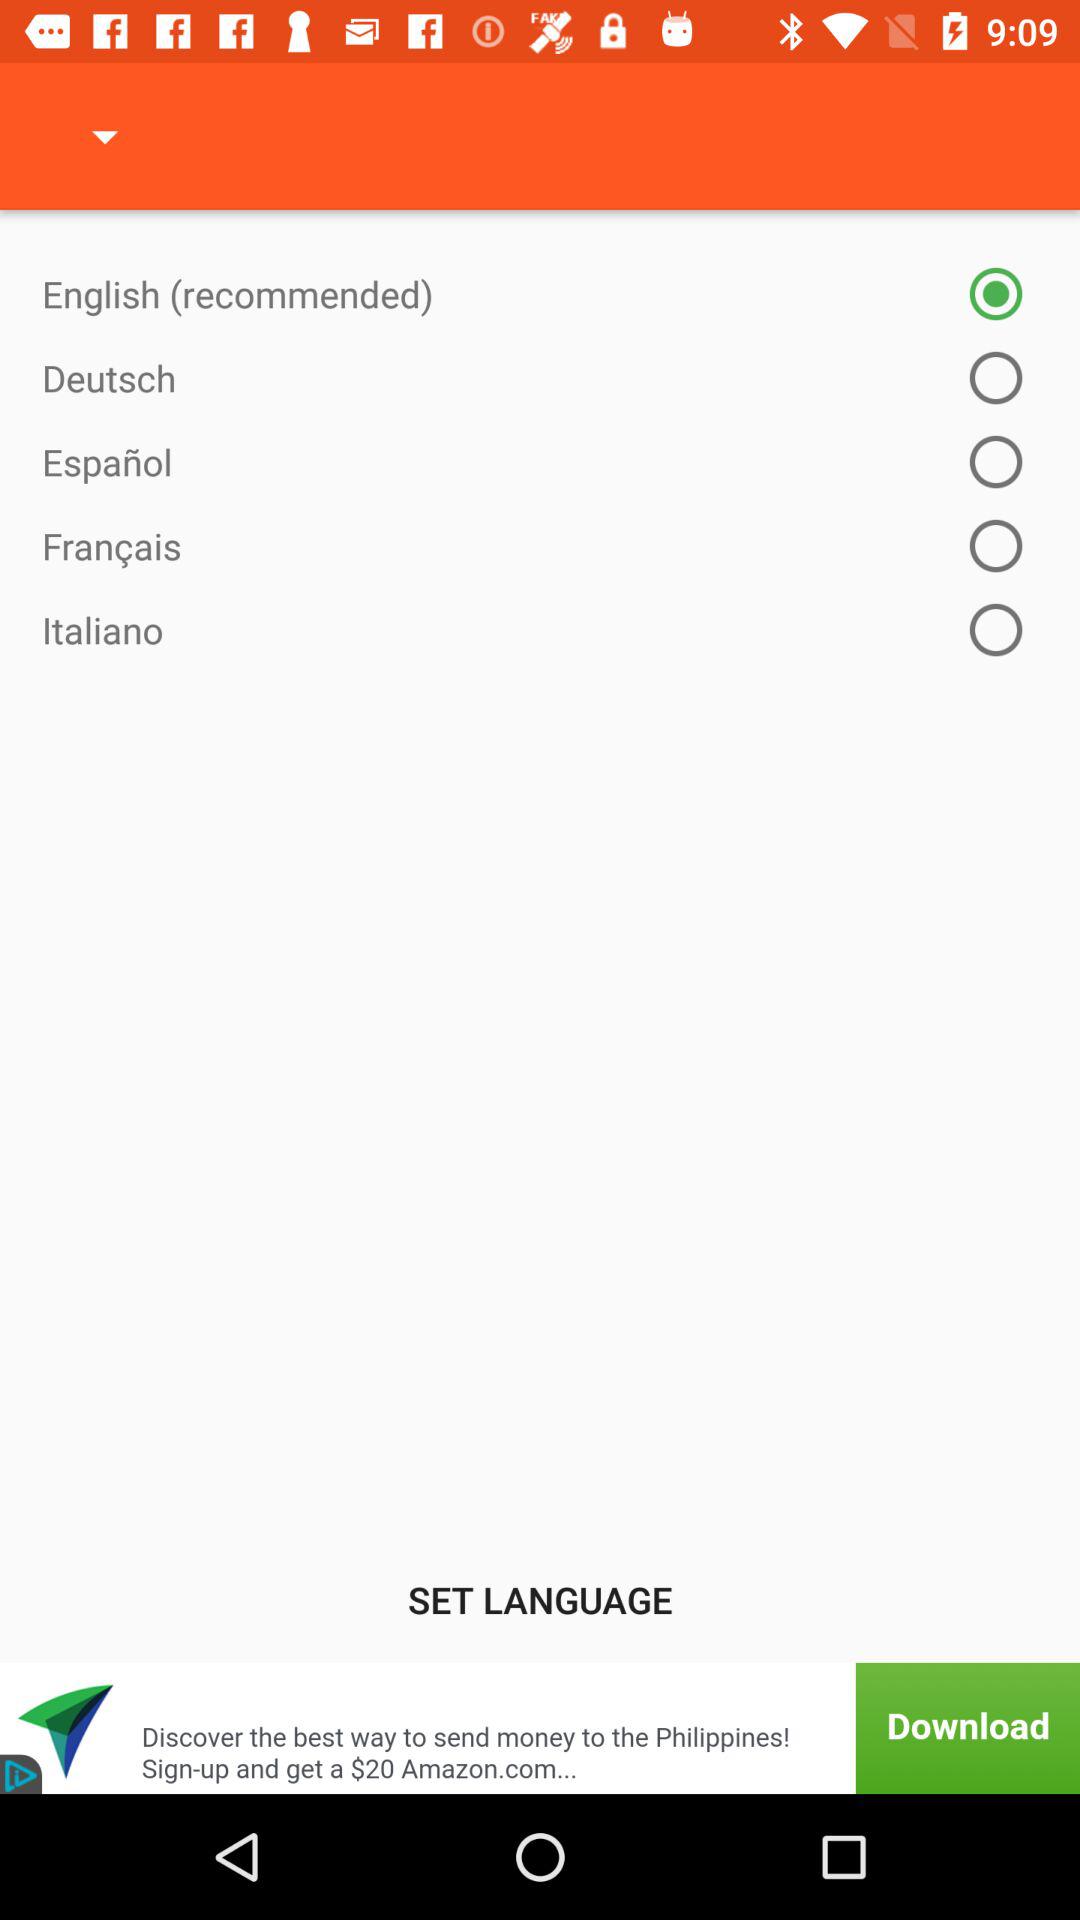 FAKE
9:09
English (recommended)
Deutsch
Español
Français
Italiano
SET LANGUAGE
Discover the best way to send money to the Philippines!
Sign-up and get a $20 Amazon.com...
Download